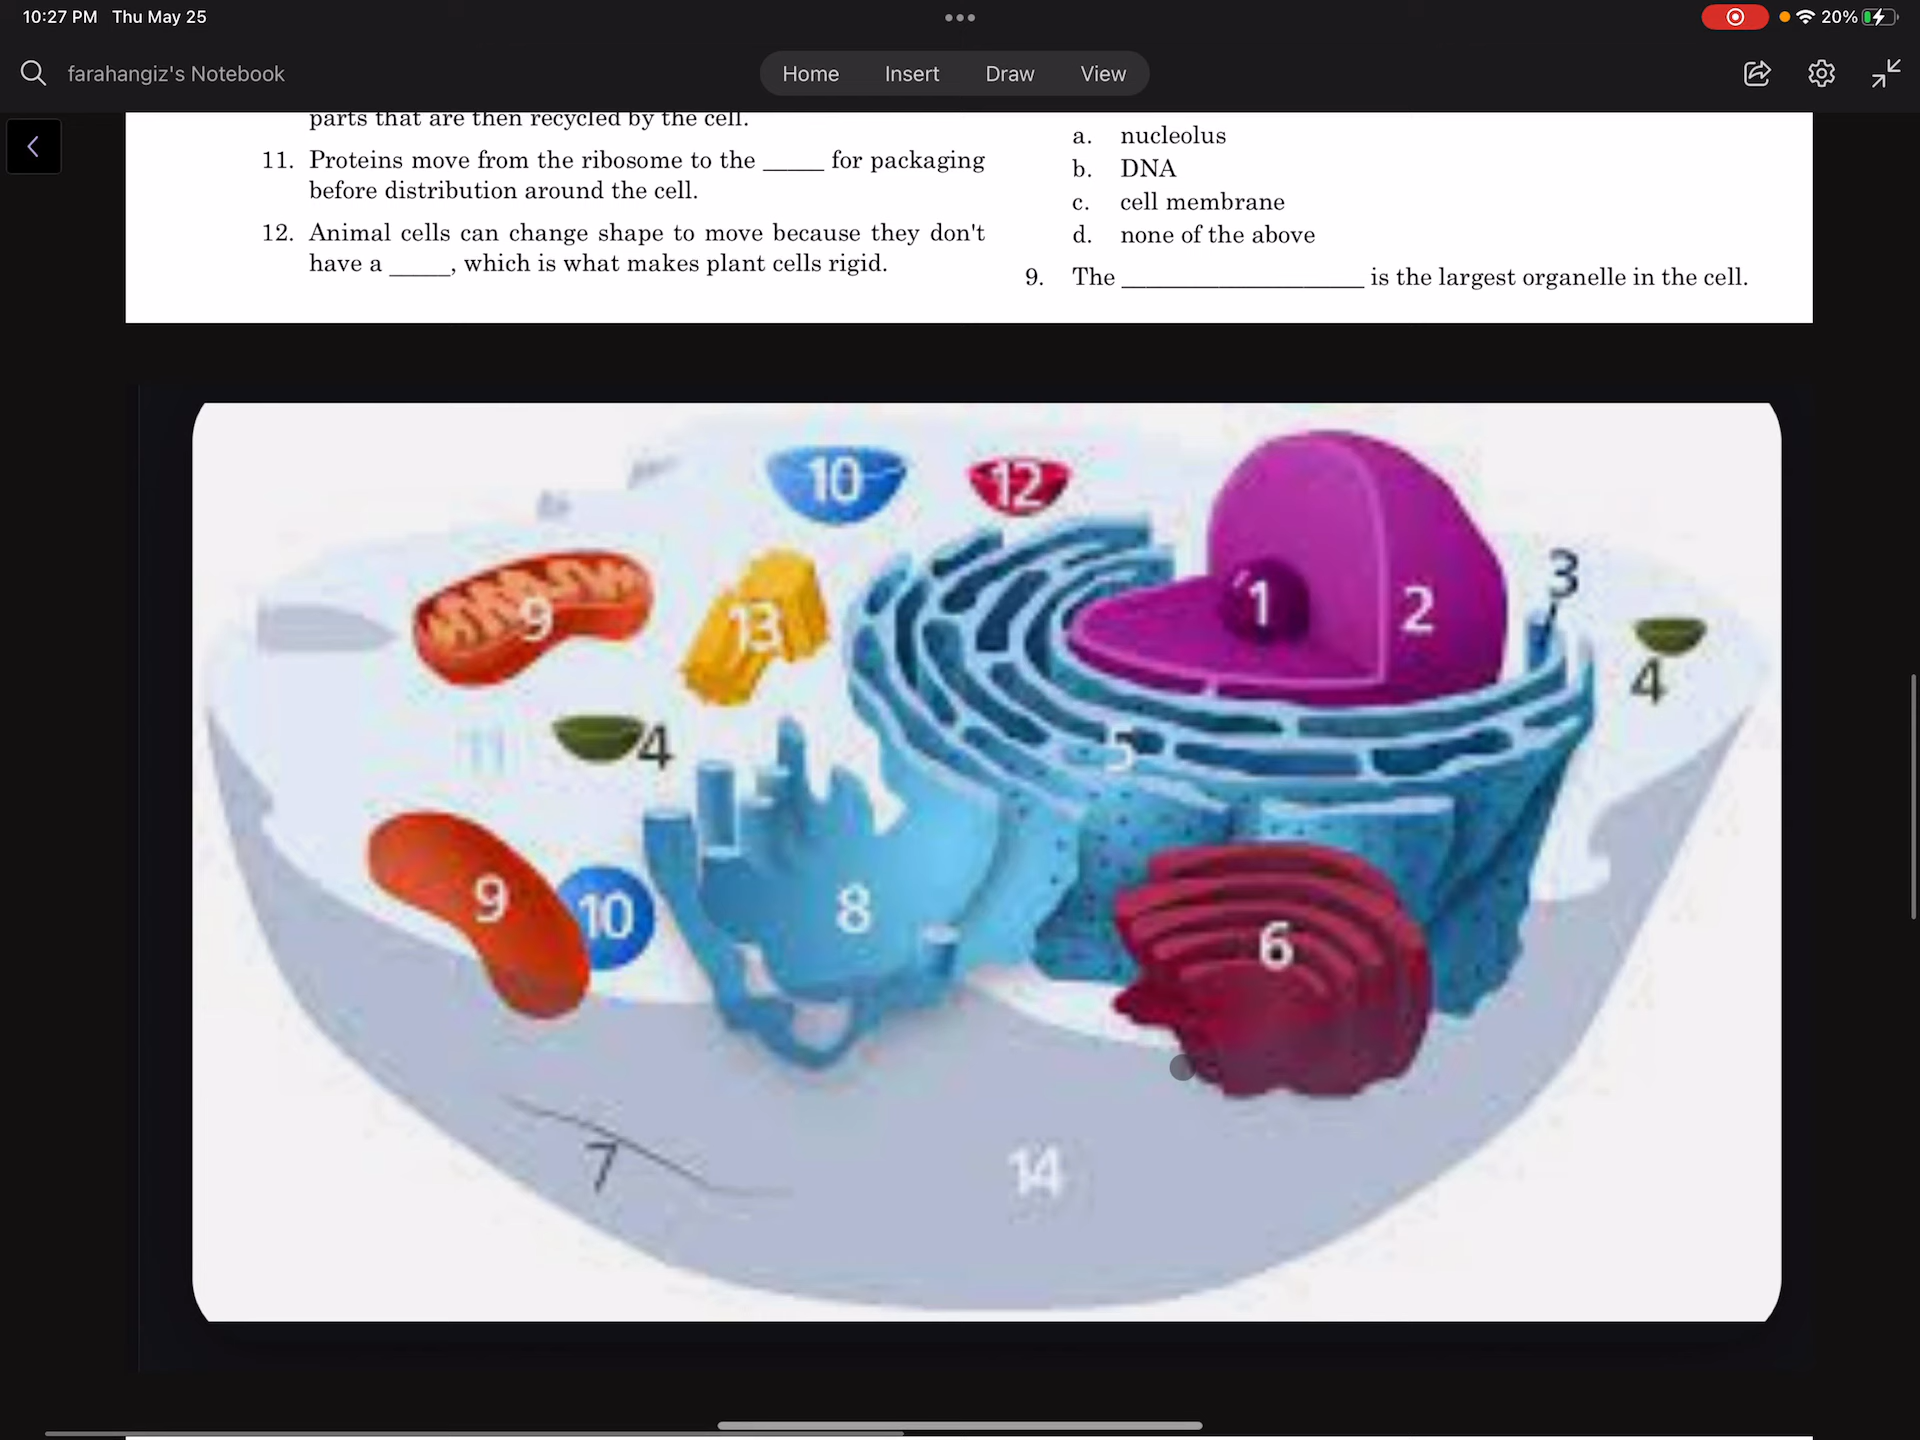 10:27 PM Thu May 25
20%
farahangiz's Notebook
Home Insert Draw View
parts that are then recycled by the cell.
11. Proteins move from the ribosome to the _____ for packaging
before distribution around the cell.
12. Animal cells can change shape to move because they don't
have a _____, which is what makes plant cells rigid.
a. nucleolus
b. DNA
c. cell membrane
d. none of the above
9. The ____________________ is the largest organelle in the cell.
10
12
3
9
13
1
2
4
4
11
5
9
10
8
6
7
14